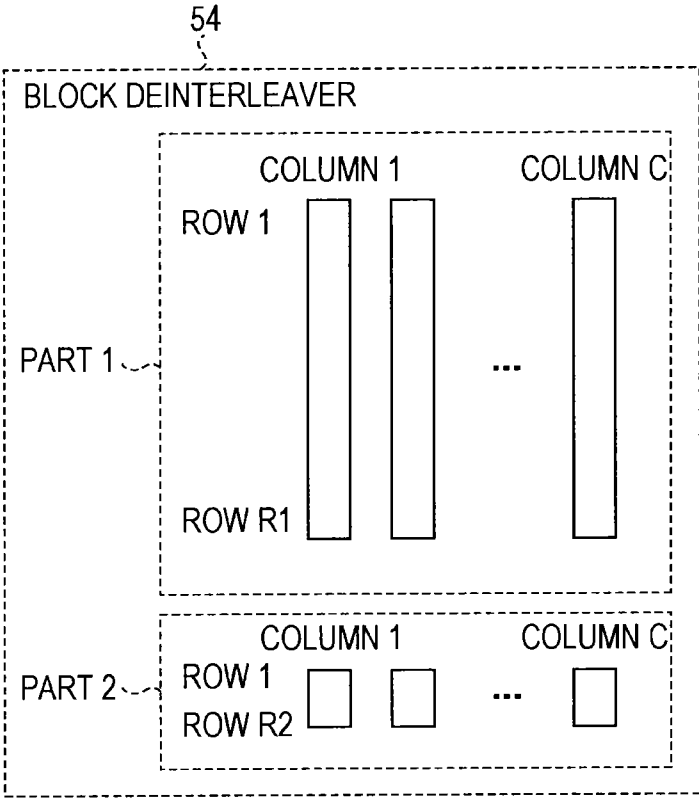 54
BLOCK DEINTERLEAVER
COLUMN 1 COLUMN C
ROW 1
PART 1
...
ROW R1
COLUMN 1 COLUMN C
ROW 1
PART 2
...
ROW R2